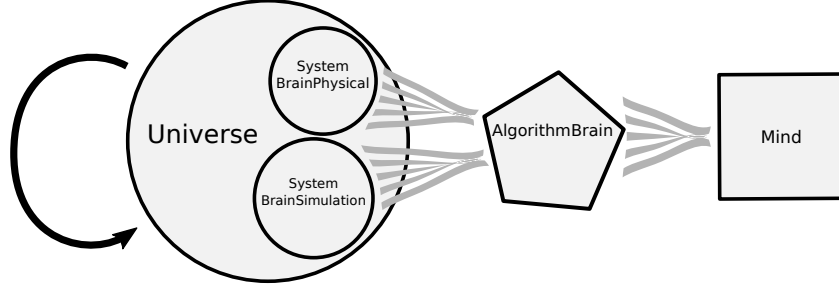 Universe
System
BrainPhysical
System
BrainSimulation
AlgorithmBrain
Mind